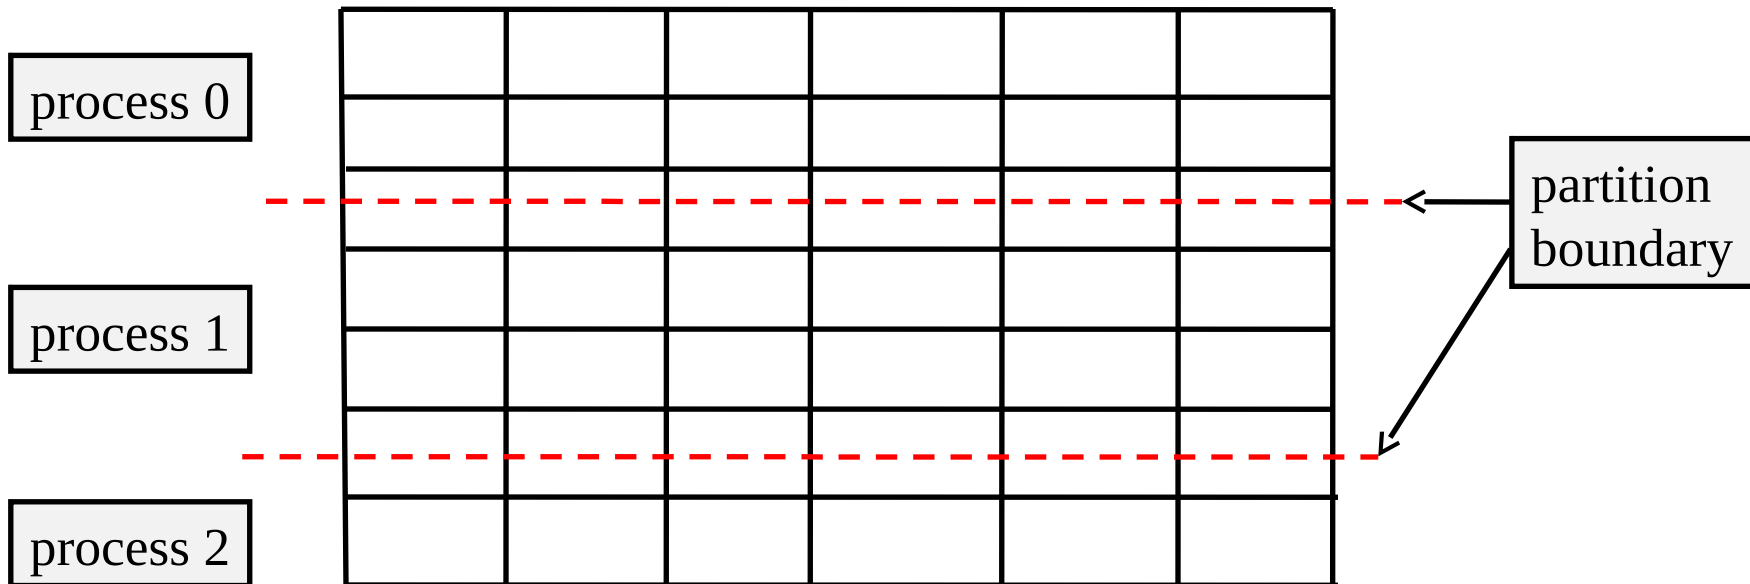 process 0
partition
boundary
process 1
process 2